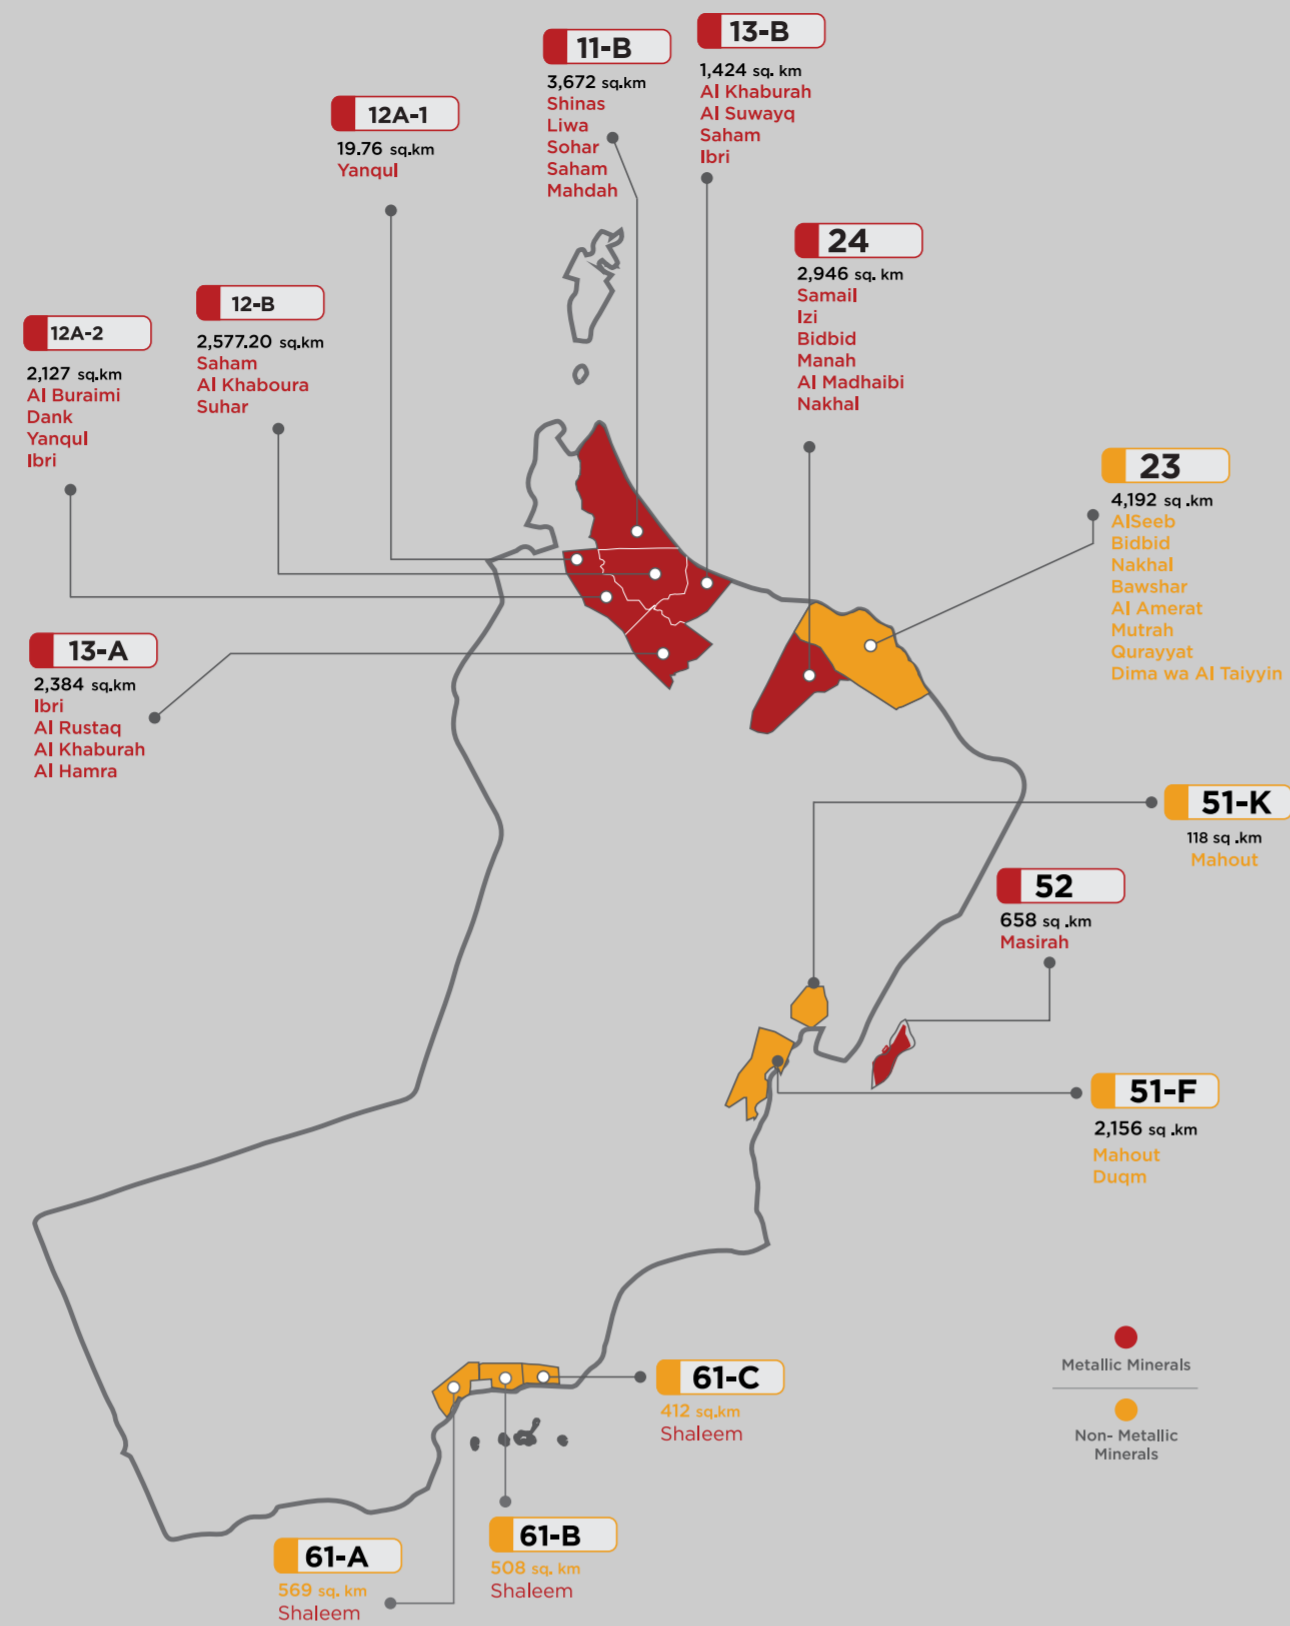 11-B
3,672 sq.km
Shinas
Liwa
Sohar
Saham
Mahdah
13-B
1,424 sq. km
Al Khaburah
Al Suwayq
Saham
Ibri
12A-1
19.76 sq.km
Yanqul
24
2,946 sq. km
Samail
Izi
Bidbid
Manah
Al Madhaibi
Nakhal
12-B
2,577.20 sq.km
Saham
Al Khaboura
Suhar
12A-2
2,127 sq.km
Al Buraimi
Dank
Yanqul
Ibri
23
4,192 sq .km
AlSeeb
Bidbid
Nakhal
Bawshar
Al Amerat
Mutrah
Qurayyat
Dima wa Al Taiyyin
13-A
2,384 sq.km
Ibri
Al Rustaq
Al Khaburah
Al Hamra
51-K
118 sq .km
Mahout
52
658 sq .km
Masirah
51-F
2,156 sq .km
Mahout
Duqm
61-C
412 sq.km
Shaleem
61-B
508 sq. km
Shaleem
61-A
569 sq. km
Shaleem
Metallic Minerals
Non- Metallic
Minerals